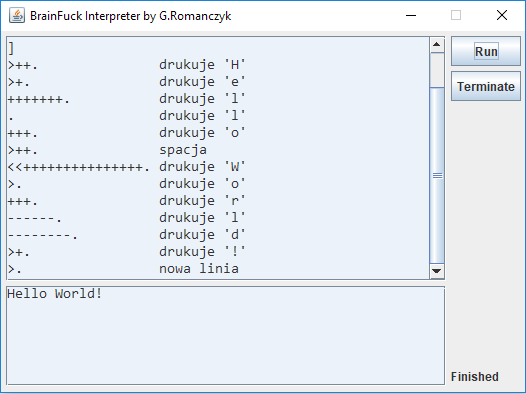 BrainFuck Interpreter by G.Romanczyk
]
>++. drukuje 'H'
>+. drukuje 'e'
+++++++. drukuje 'l'
. drukuje 'l'
+++. drukuje 'o'
>++. spacja
<<+++++++++++++++. drukuje 'W'
>. drukuje 'o'
+++. drukuje 'r'
------. drukuje 'l'
--------. drukuje 'd'
>+. drukuje '!'
>. nowa linia
Hello World!
Run
Terminate
Finished